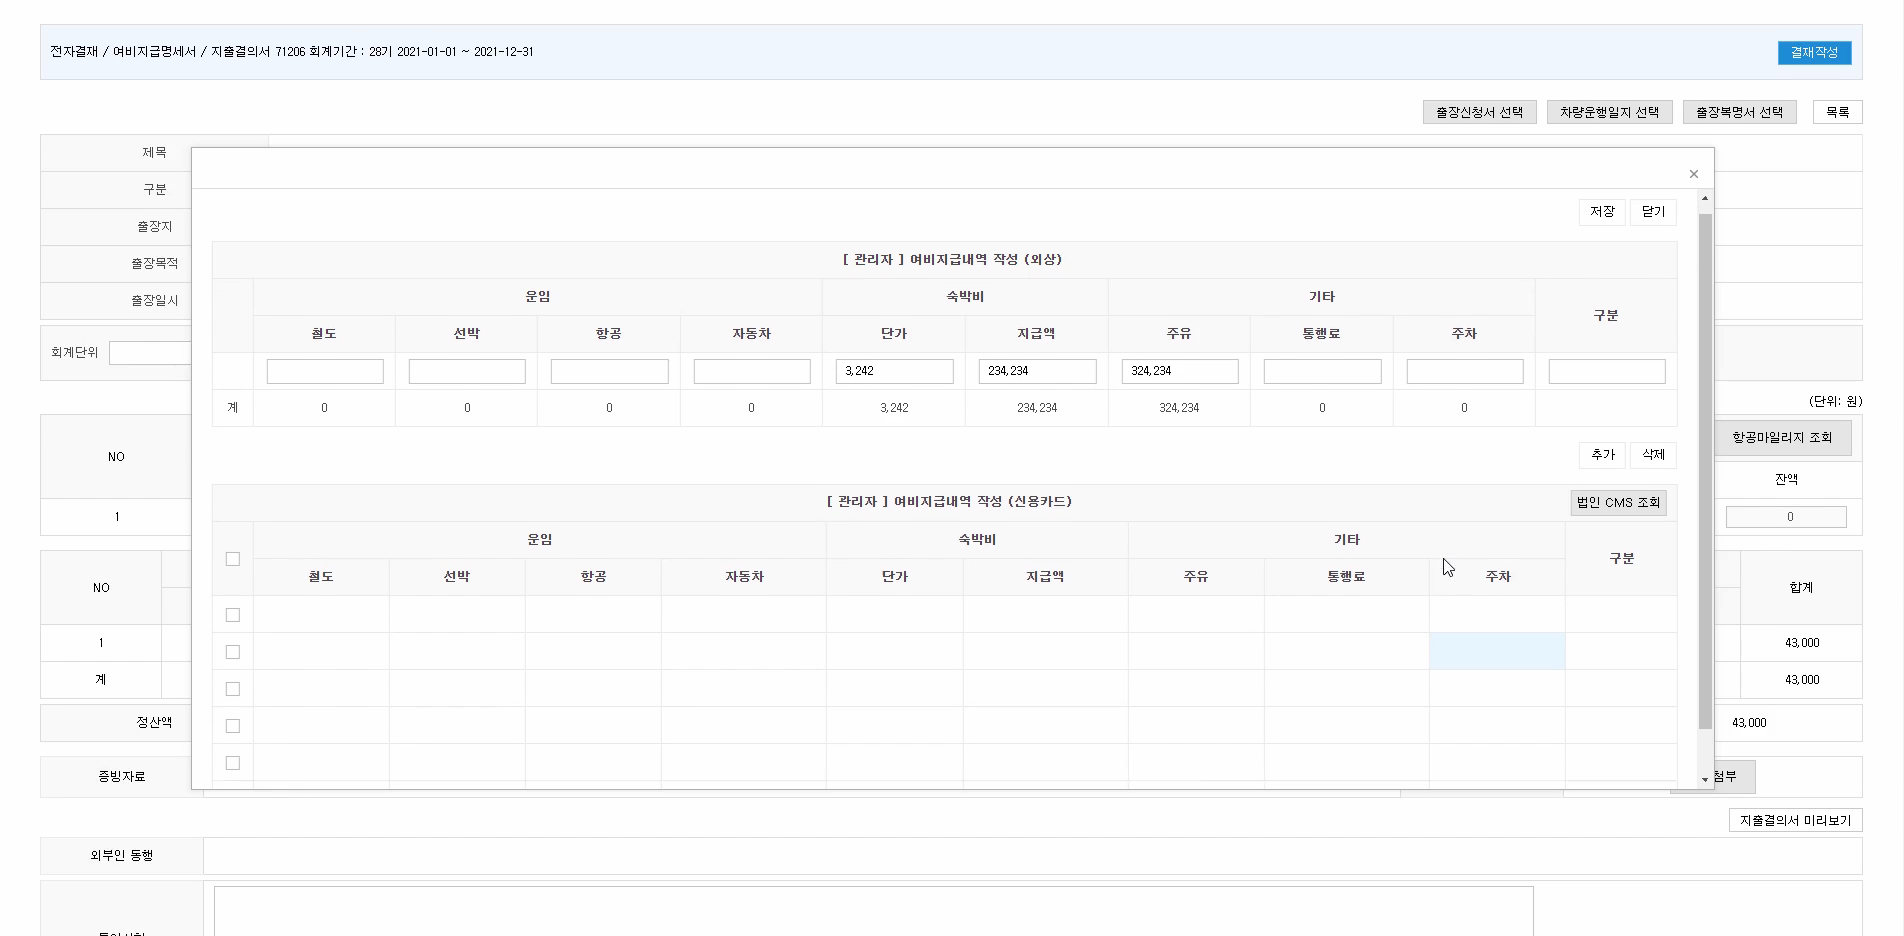 전자결재 / 여비지급명세서 / 지출결의서 71206 회계기간 : 28기 2021-01-01 ~ 2021-12-31
결재작성
출장신청서 선택 차량운행일지 선택 출장복명서 선택 목록
제목
구분
출장지
출장목적
출장일시
회계단위
×
저장 닫기
[ 관리자 ] 여비지급내역 작성 (외상)
운임 숙박비 기타 구분
철도 선박 항공 자동차 단가 지급액 주유 통행료 주차
3,242 234,234 324,234
계 0 0 0 0 3,242 234,234 324,234 0 0
추가 삭제
[ 관리자 ] 여비지급내역 작성 (신용카드) 법인 CMS 조회
운임 숙박비 기타 구분
철도 선박 항공 자동차 단가 지급액 주유 통행료 주차
(단위: 원)
NO 항공마일리지 조회
잔액
1 0
NO 합계
1 43,000
계 43,000
정산액 43,000
증빙자료 첨부
지출결의서 미리보기
외부인 동행